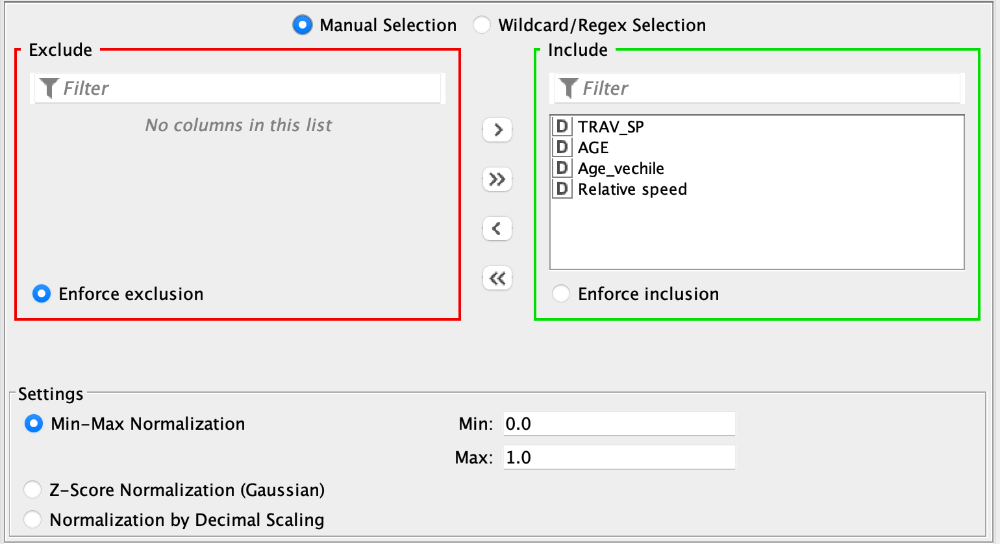 Manual Selection Wildcard/Regex Selection
Exclude
Filter
No columns in this list
Enforce exclusion
Include
Filter
D TRAV_SP
D AGE
D Age_vechile
D Relative speed
Enforce inclusion
Settings
Min-Max Normalization Min: 0.0
Max: 1.0
Z-Score Normalization (Gaussian)
Normalization by Decimal Scaling